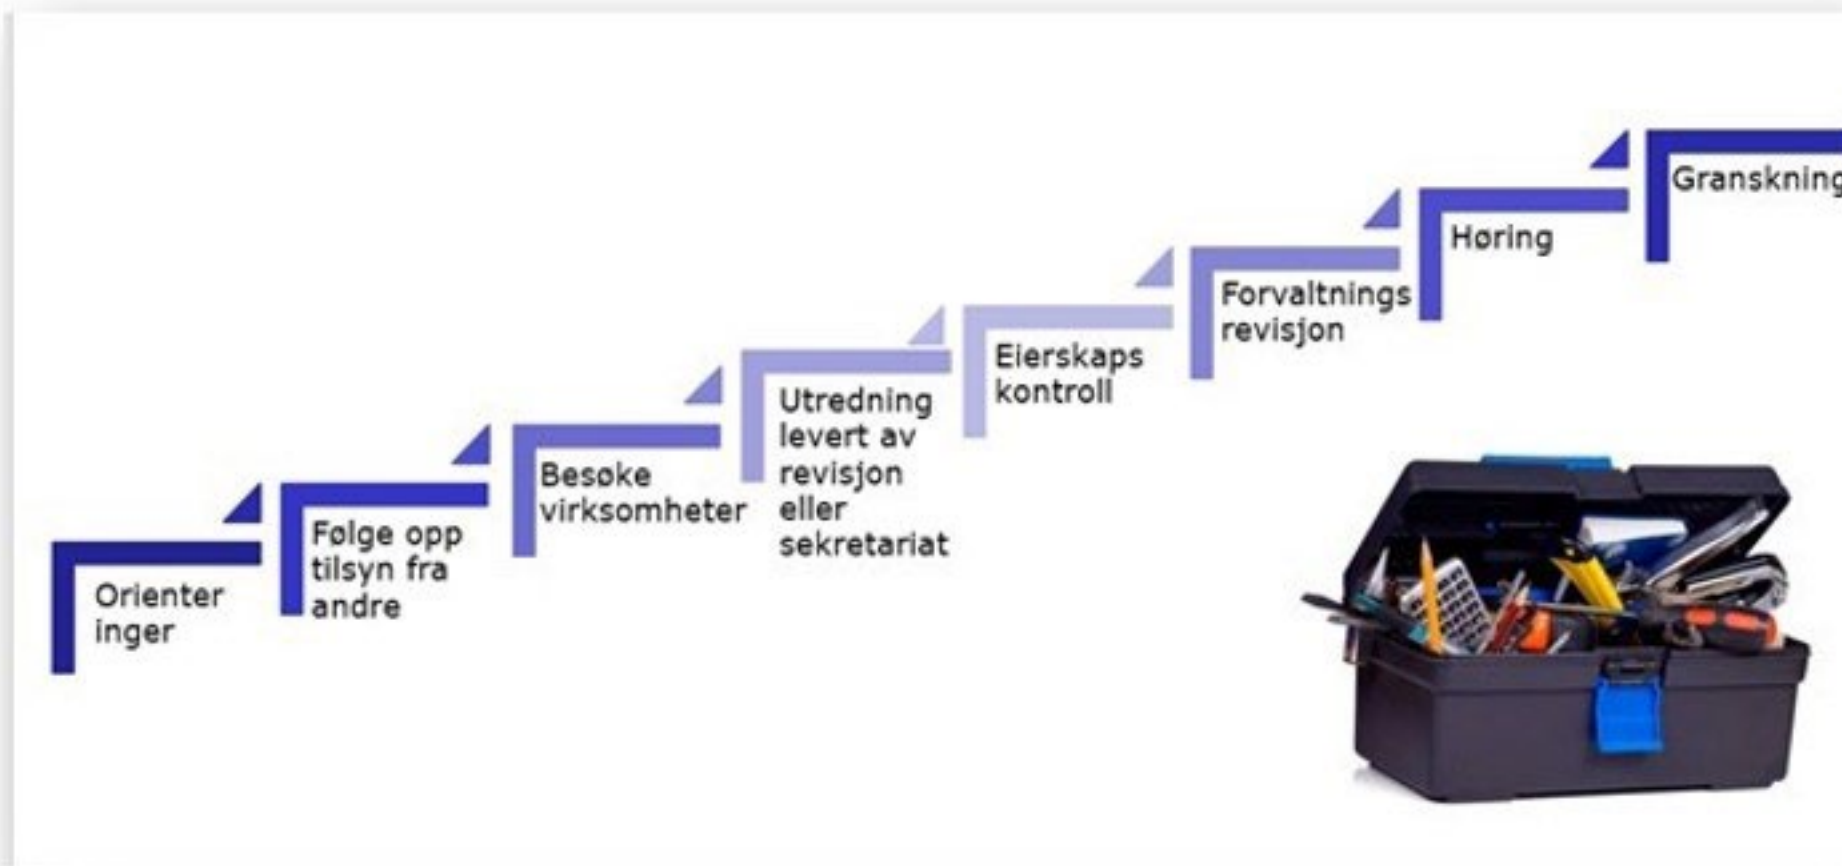 Orienter
inger
Følge opp
tilsyn fra
andre
Besøke
virksomheter
Utredning
levert av
revisjon
eller
sekretariat
Eierskaps
kontroll
Forvaltnings
revisjon
Høring
Granskning